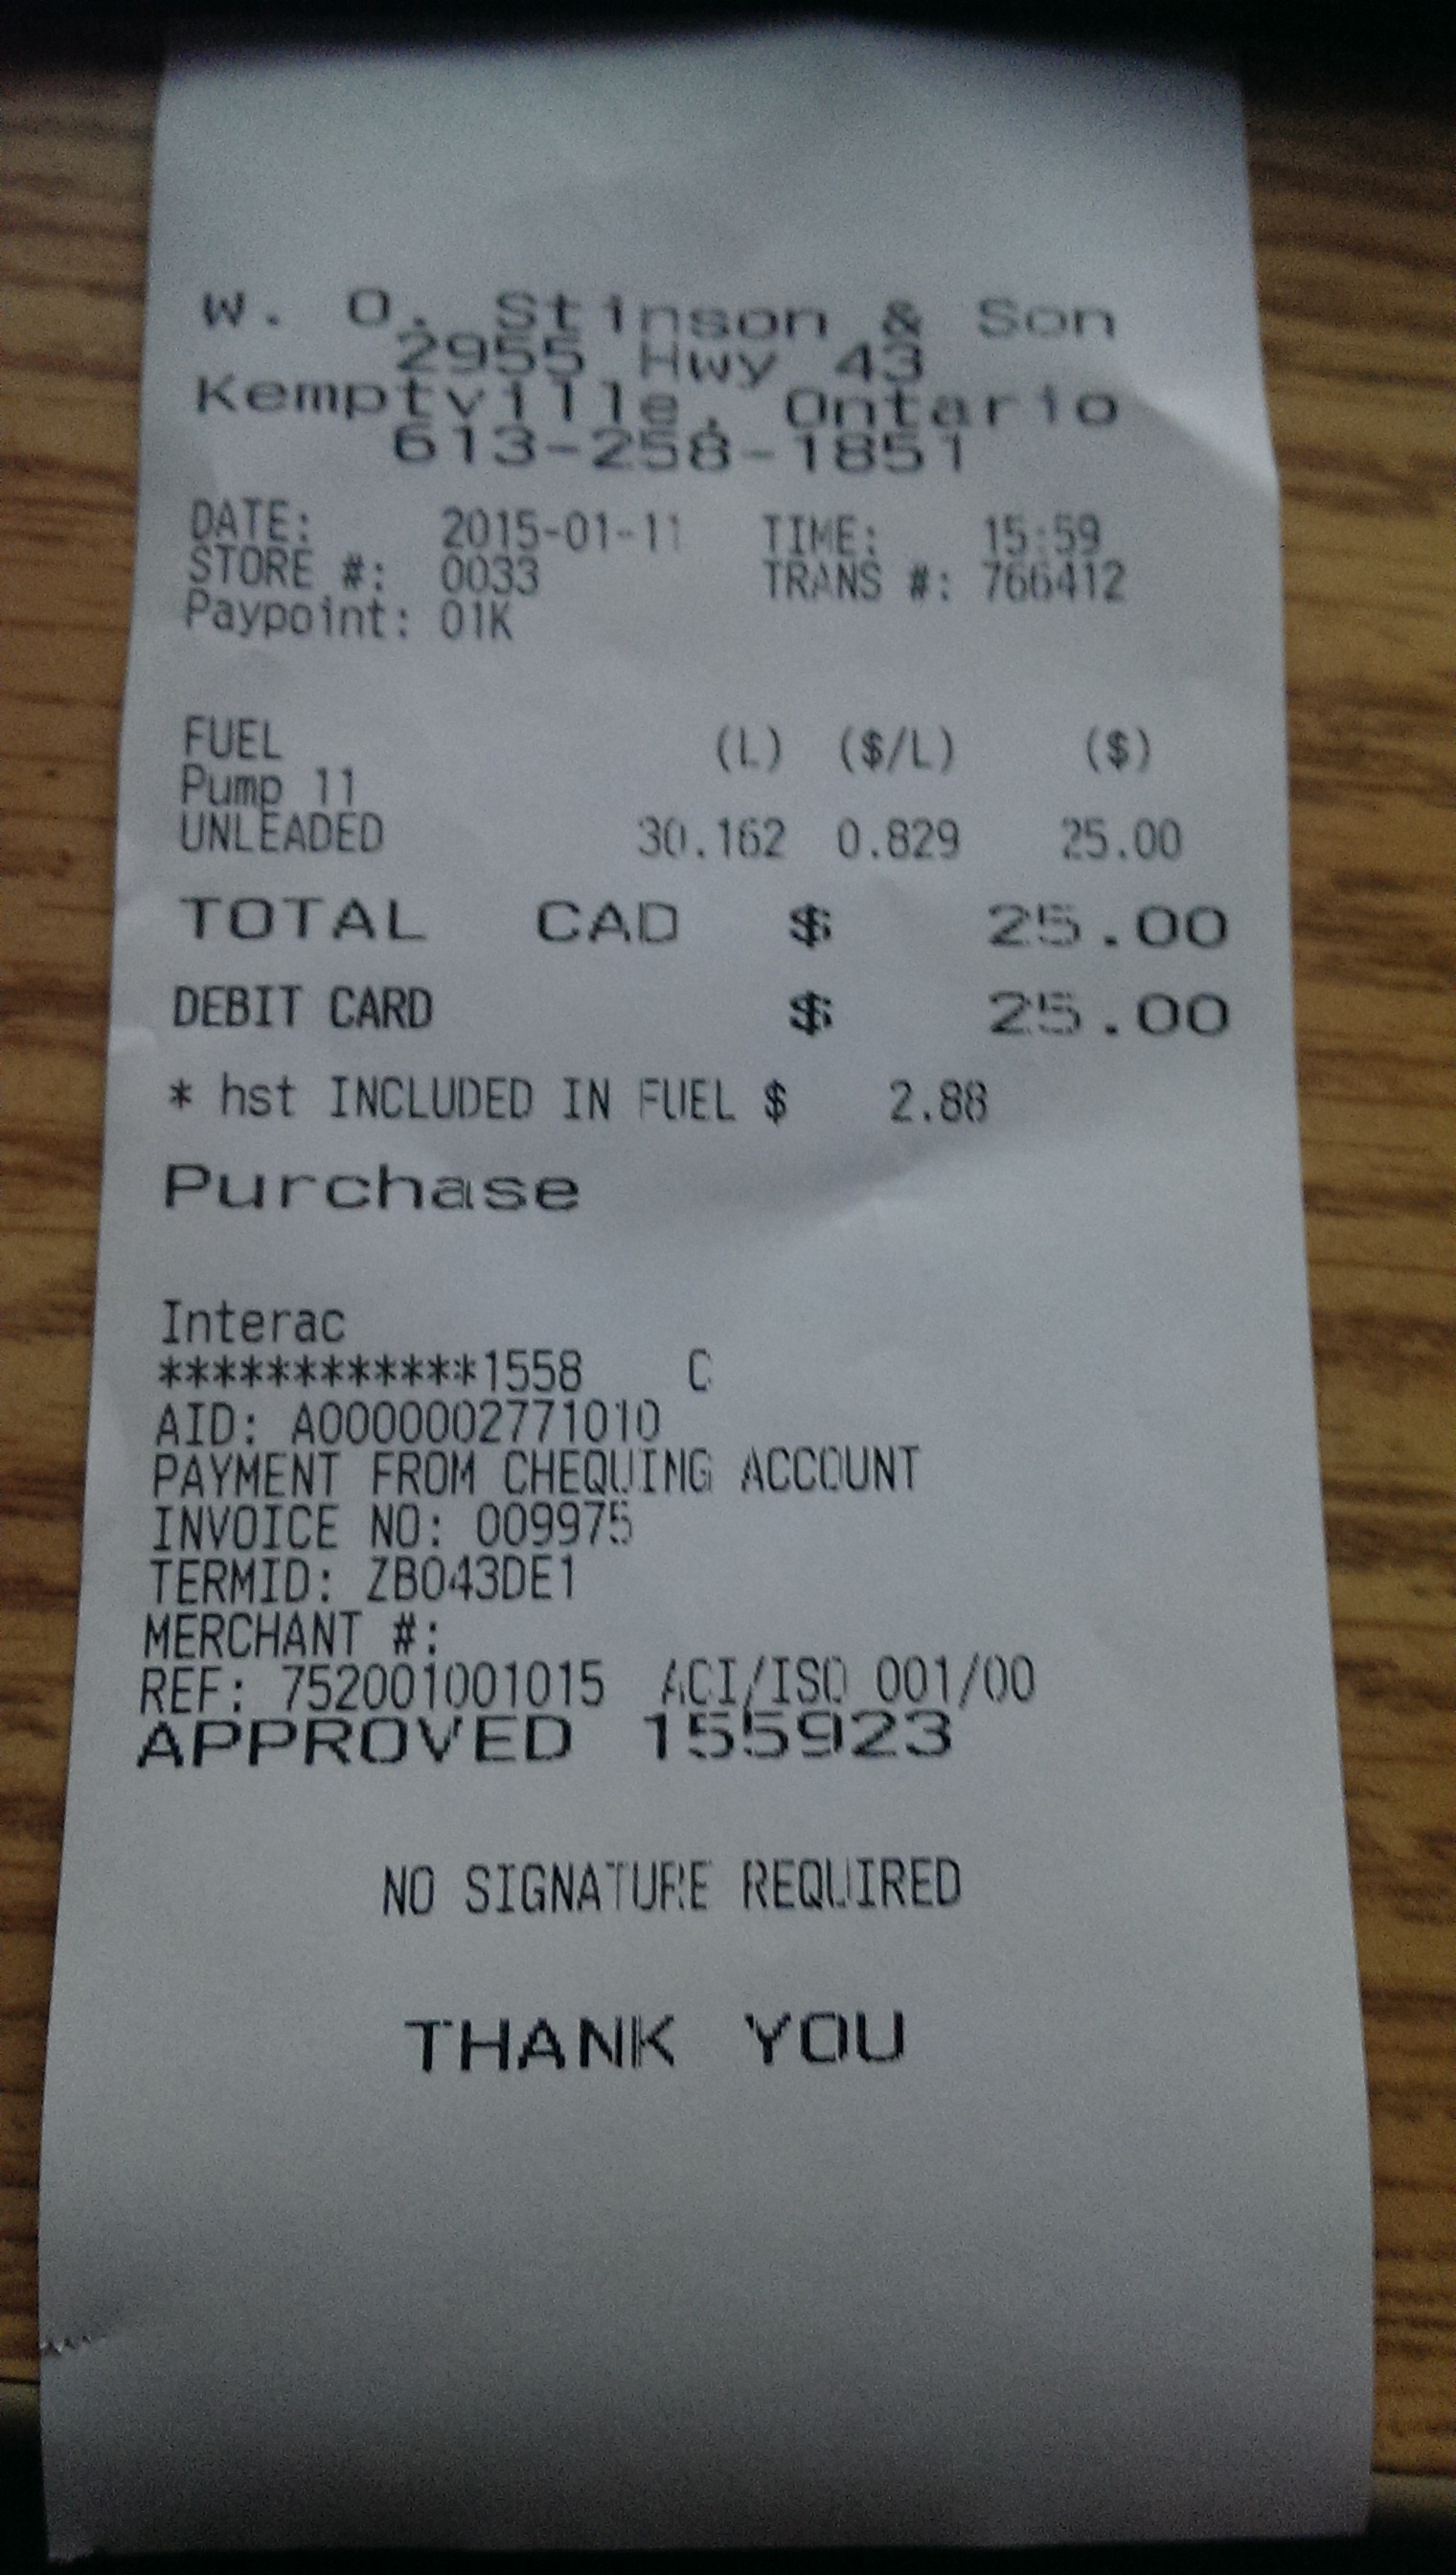 W. O. Stinson & Son
2955 Hwy 43
Kemptville, Ontario
613-258-1851
DATE: 2015-01-11 TIME: 15:59
STORE #: 0033 TRANS #: 766412
Paypoint: 01K
FUEL (L) ($/L) ($)
Pump 11
UNLEADED 30.162 0.829 25.00
TOTAL CAD $ 25.00
DEBIT CARD $ 25.00
* hst INCLUDED IN FUEL $ 2.88
Purchase
Interac
************1558 C
AID: A0000002771010
PAYMENT FROM CHEQUING ACCOUNT
INVOICE NO: 009975
TERMID: ZB043DE1
MERCHANT #:
REF: 752001001015 ACI/ISO 001/00
APPROVED 155923
NO SIGNATURE REQUIRED
THANK YOU